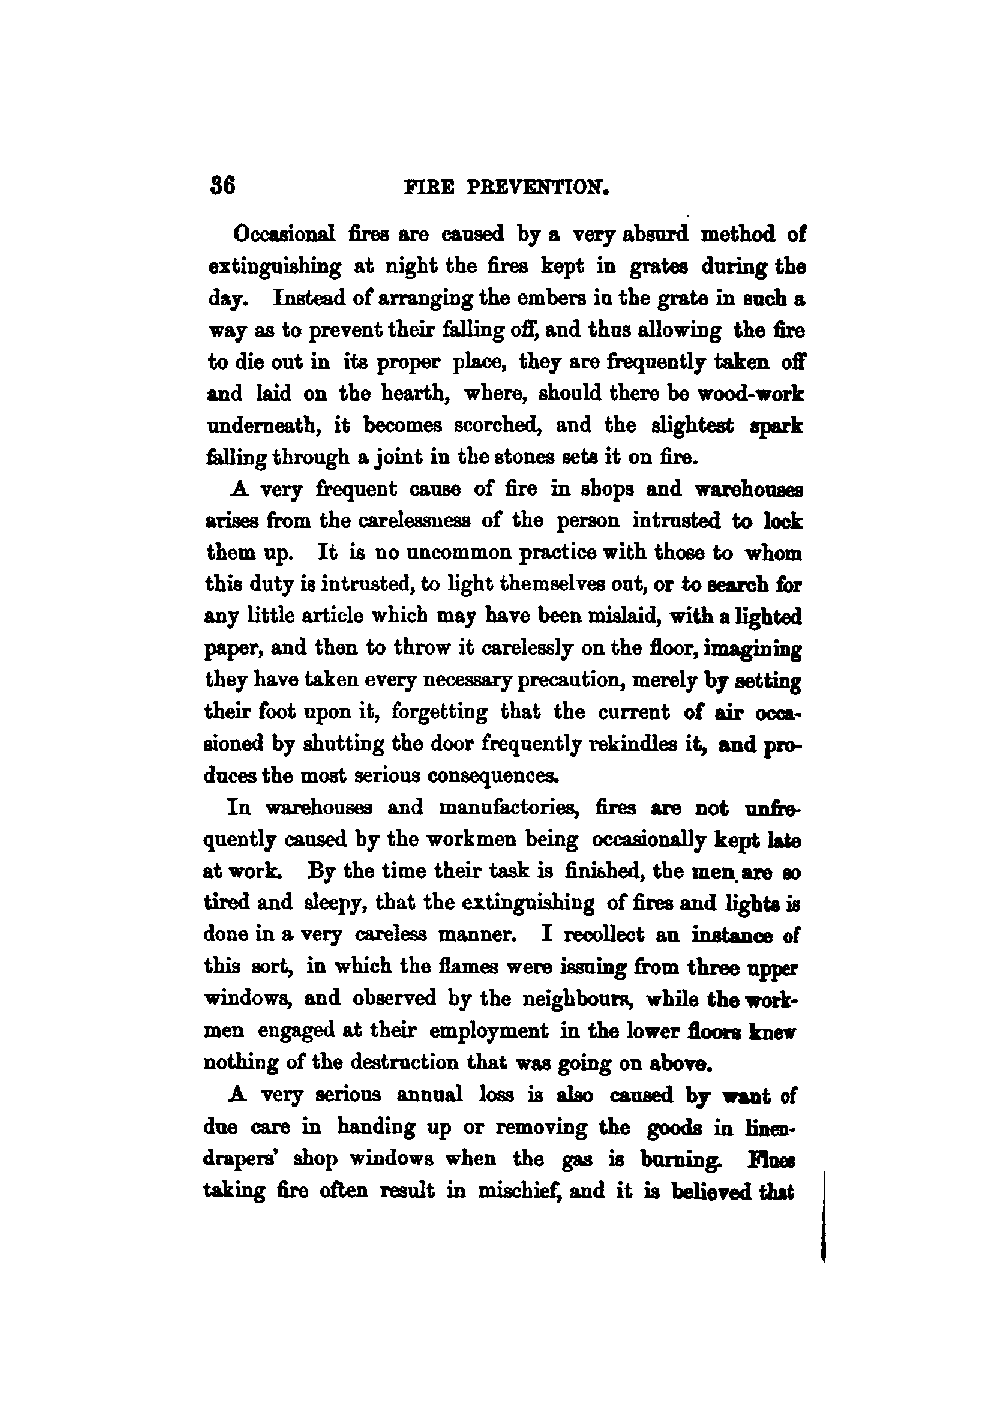 36 FIRE PREVENTION.
Occasional fires are caused by a very absurd method of
extinguishing at night the fires kept in grates during the
day. Instead of arranging the embers in the grate in such a
way as to prevent their falling off, and thus allowing the fire
to die out in its proper place, they are frequently taken off
and laid on the hearth, where, should there be wood-work
underneath, it becomes scorched, and the slightest spark
falling through a joint in the stones sets it on fire.
A very frequent cause of fire in shops and warehouses
arises from the carelessness of the person intrusted to lock
them up. It is no uncommon practice with those to whom
this duty is intrusted, to light themselves out, or to search for
any little article which may have been mislaid, with a lighted
paper, and then to throw it carelessly on the floor, imagining
they have taken every necessary precaution, merely by setting
their foot upon it, forgetting that the current of air occa-
sioned by shutting the door frequently rekindles it, and pro-
duces the most serious consequences.
In warehouses and manufactories, fires are not unfre-
quently caused by the workmen being occasionally kept late
at work. By the time their task is finished, the men are so
tired and sleepy, that the extinguishing of fires and lights is
done in a very careless manner. I recollect an instance of
this sort, in which the flames were issuing from three upper
windows, and observed by the neighbours, while the work-
men engaged at their employment in the lower floors knew
nothing of the destruction that was going on above.
A very serious annual loss is also caused by want of
due care in handing up or removing the goods in linen-
drapers' shop windows when the gas is burning. Flues
taking fire often result in mischief, and it is believed that